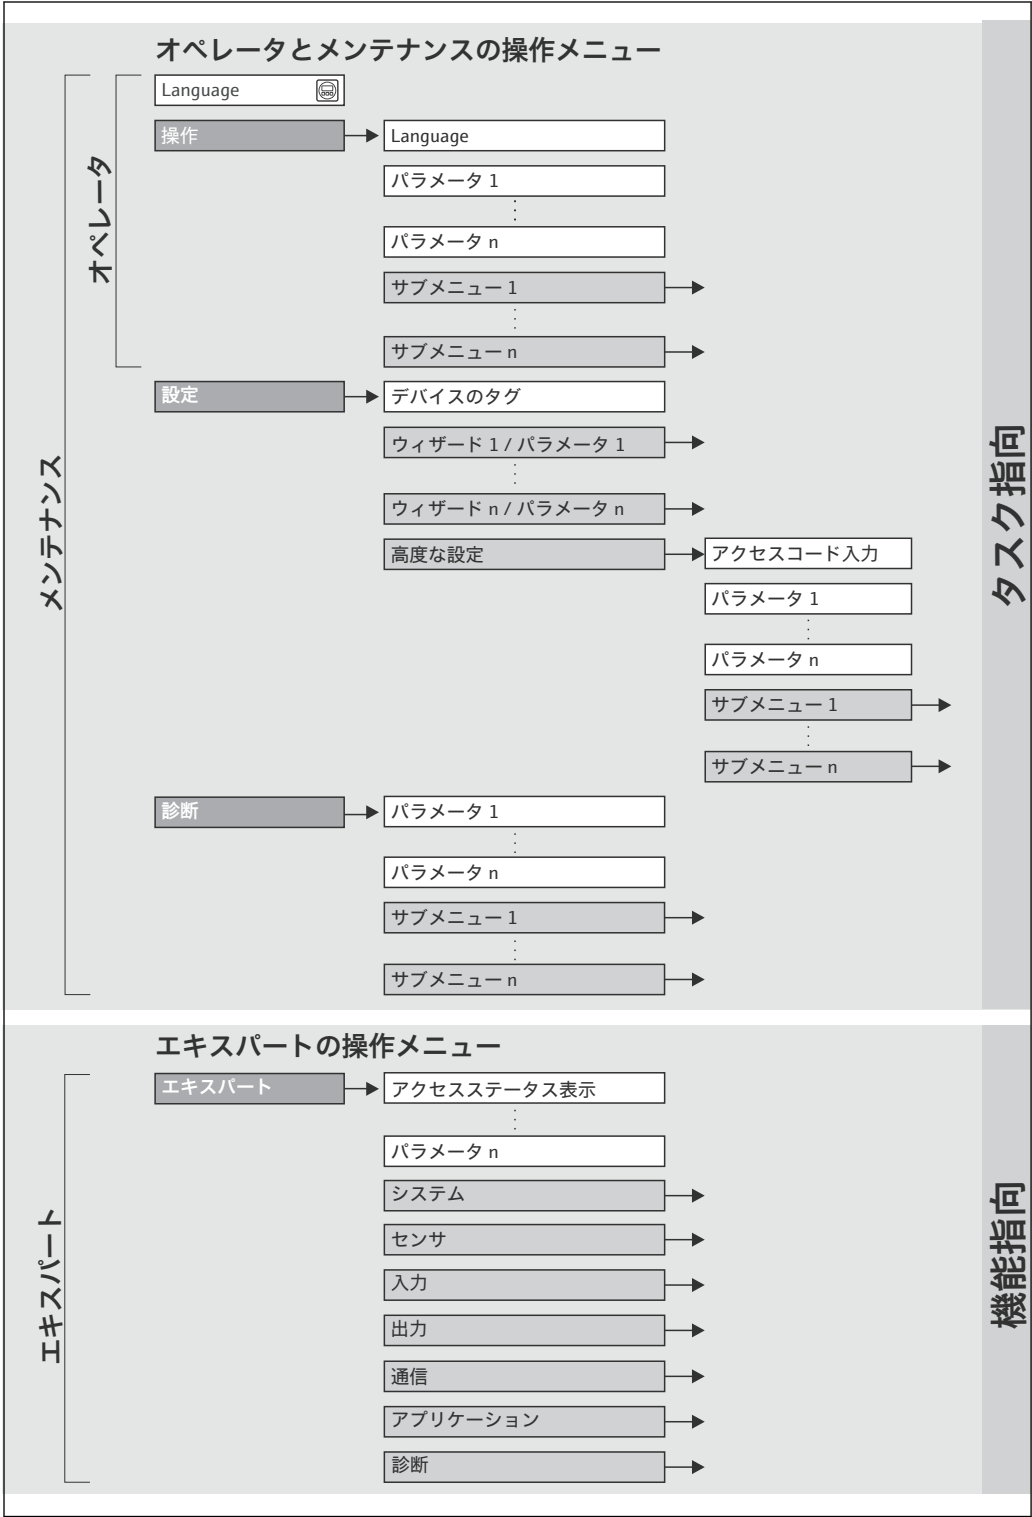 オペレータとメンテナンスの操作メニュー
Language
操作
Language
パラメータ 1
パラメータ n
サブメニュー 1
サブメニュー n
オペレータ
設定
デバイスのタグ
ウィザード 1 / パラメータ 1
ウィザード n / パラメータ n
高度な設定
アクセスコード入力
パラメータ 1
パラメータ n
サブメニュー 1
サブメニュー n
診断
パラメータ 1
パラメータ n
サブメニュー 1
サブメニュー n
メンテナンス
タスク指向
エキスパートの操作メニュー
エキスパート
アクセスステータス表示
パラメータ n
システム
センサ
入力
出力
通信
アプリケーション
診断
エキスパート
機能指向